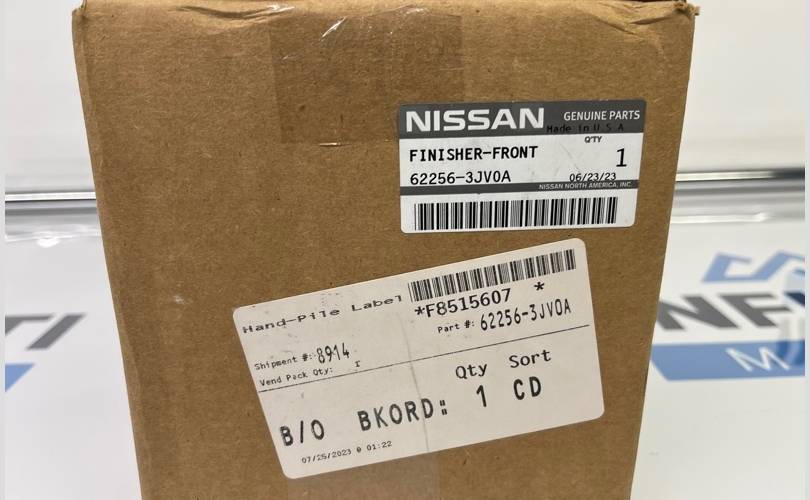 NISSAN GENUINE PARTS
Made in U S A
Q'TY
FINISHER-FRONT 1
62256-3JV0A 06/23/23
NISSAN NORTH AMERICA, INC.
Hand-Pile Label
*F8515607 *
Part #: 62256-3JV0A
Shipment #: 8914
Vend Pack Qty:
Qty Sort
B/O BKORD: 1 CD
07/25/2023 @ 01:22